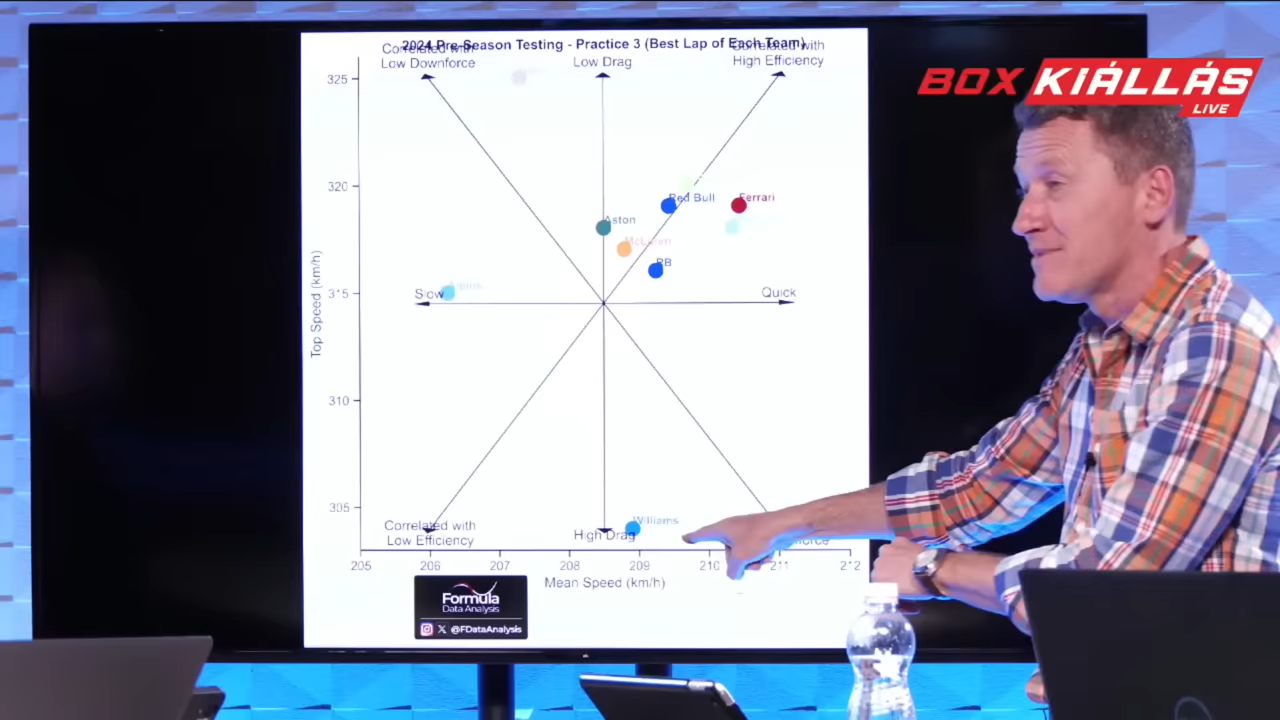 2024 Pre-Season Testing - Practice 3 (Best Lap of Each Team)
Correlated with
Low Downforce
Low Drag
Correlated with
High Efficiency
BOX KIÁLLÁS
LIVE
325
320
315
310
305
Top Speed (km/h)
Red Bull
Ferrari
Aston
McLaren
RB
Alpine
Slow
Quick
Williams
Correlated with
Low Efficiency
High Drag
205
206
207
208
209
210
211
212
Mean Speed (km/h)
Formula
Data Analysis
X @FDataAnalysis